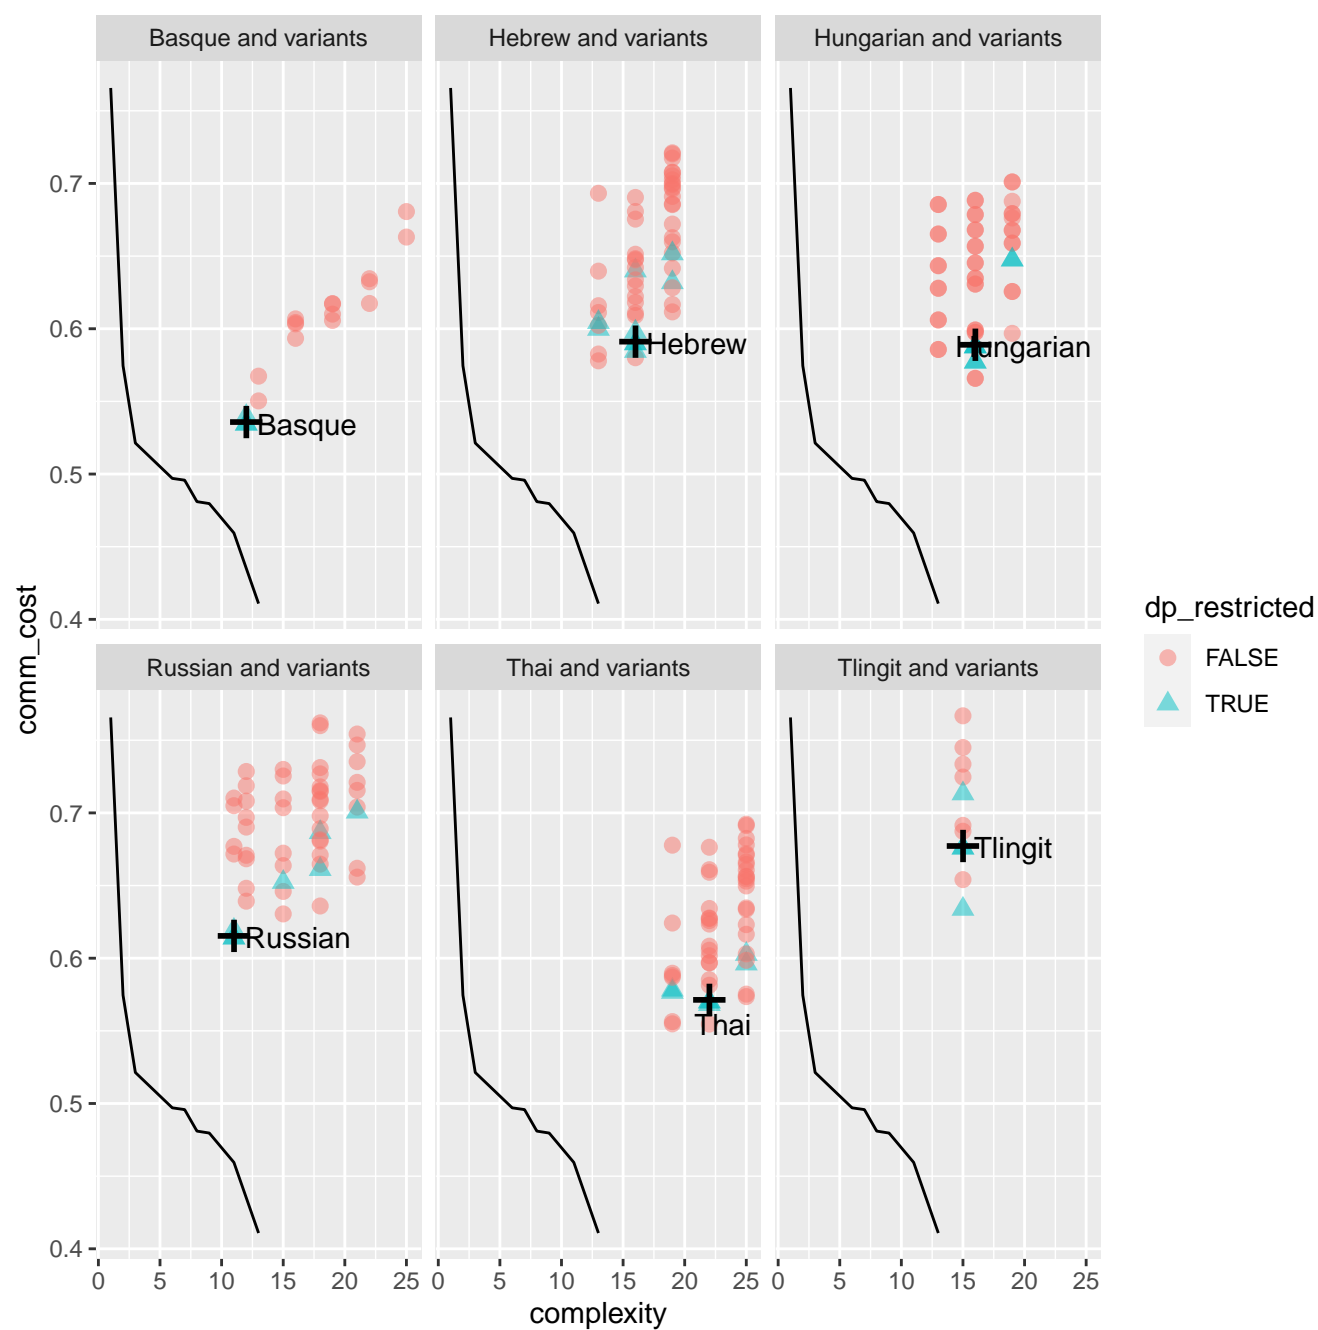 Basque and variants
Hebrew and variants
Hungarian and variants
0.7
0.6
0.5
0.4
Basque
Hebrew
Hungarian
Russian and variants
Thai and variants
Tlingit and variants
0.7
0.6
0.5
0.4
Russian
Thai
Tlingit
0 5 10 15 20 25
0 5 10 15 20 25
0 5 10 15 20 25
complexity
comm_cost
dp_restricted
FALSE
TRUE